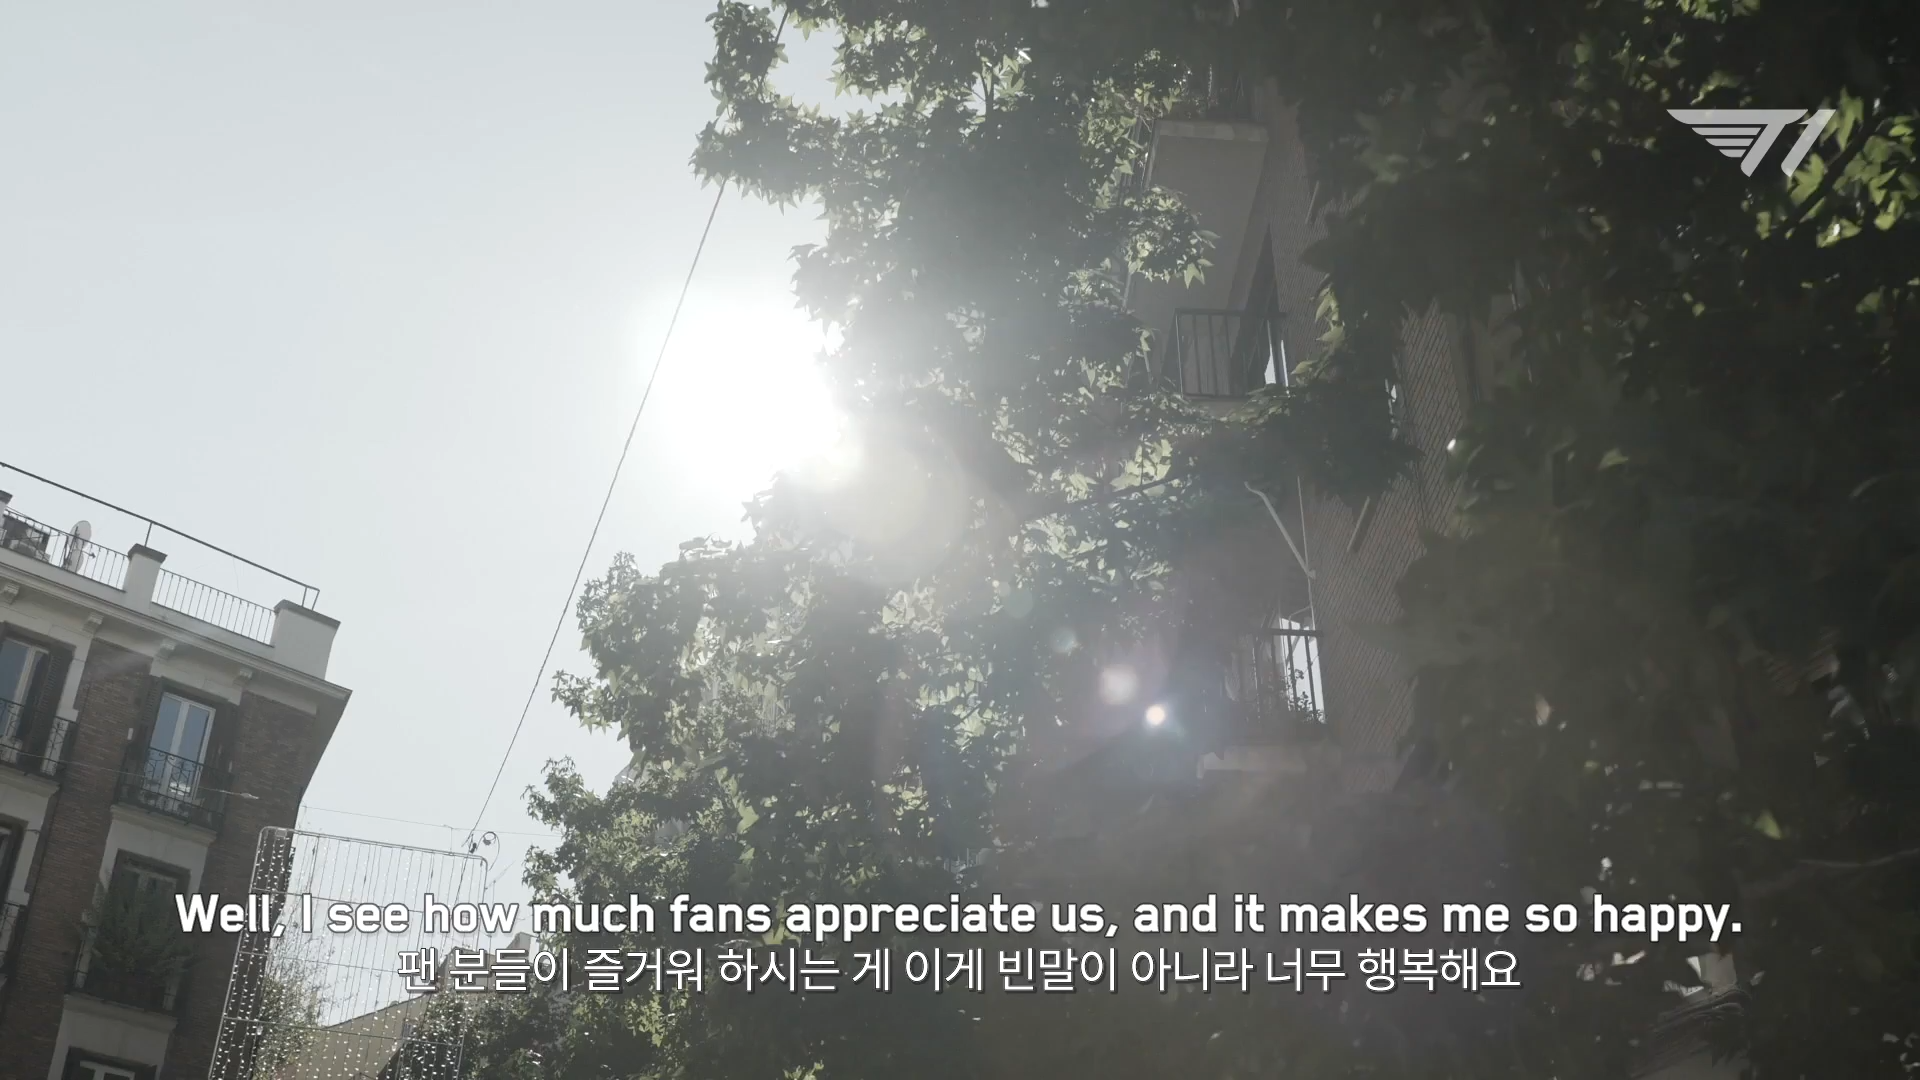 T1
Well, I see how much fans appreciate us, and it makes me so happy.
팬 분들이 즐거워 하시는 게 이게 빈말이 아니라 너무 행복해요